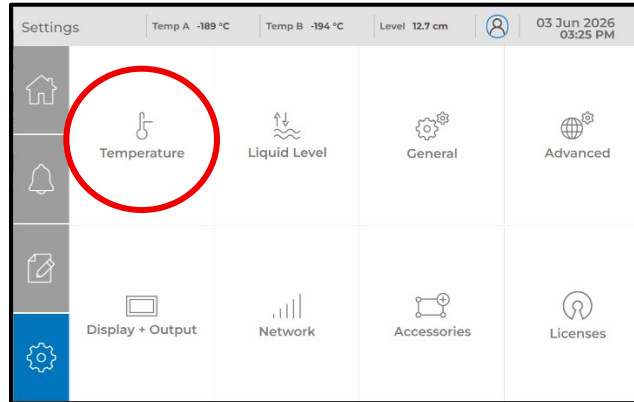 Settings
Temp A -189 °C
Temp B -194 °C
Level 12.7 cm
03 Jun 2026
03:25 PM
Temperature
Liquid Level
General
Advanced
Display + Output
Network
Accessories
Licenses